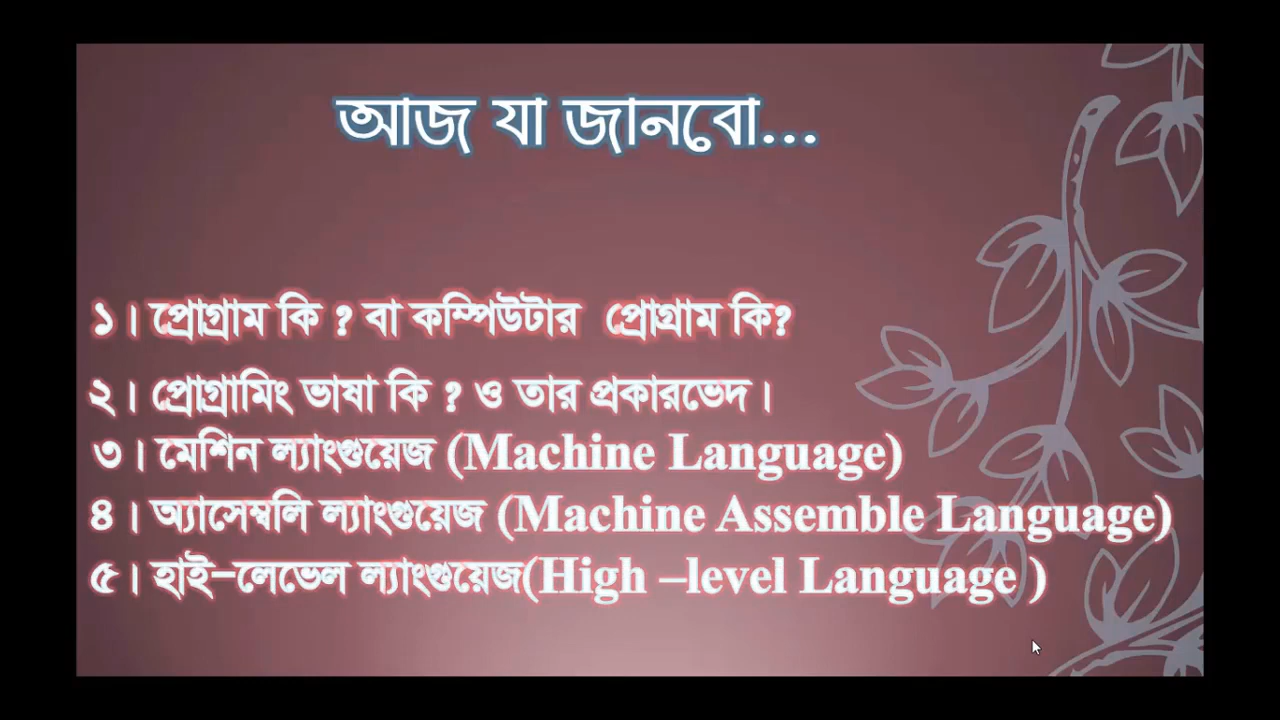 আজ যা জানবো...
১। প্রোগ্রাম কি ? বা কম্পিউটার প্রোগ্রাম কি?
২। প্রোগ্রামিং ভাষা কি ? ও তার প্রকারভেদ।
৩। মেশিন ল্যাংগুয়েজ (Machine Language)
৪। অ্যাসেম্বলি ল্যাংগুয়েজ (Machine Assemble Language)
৫। হাই-লেভেল ল্যাংগুয়েজ(High –level Language )